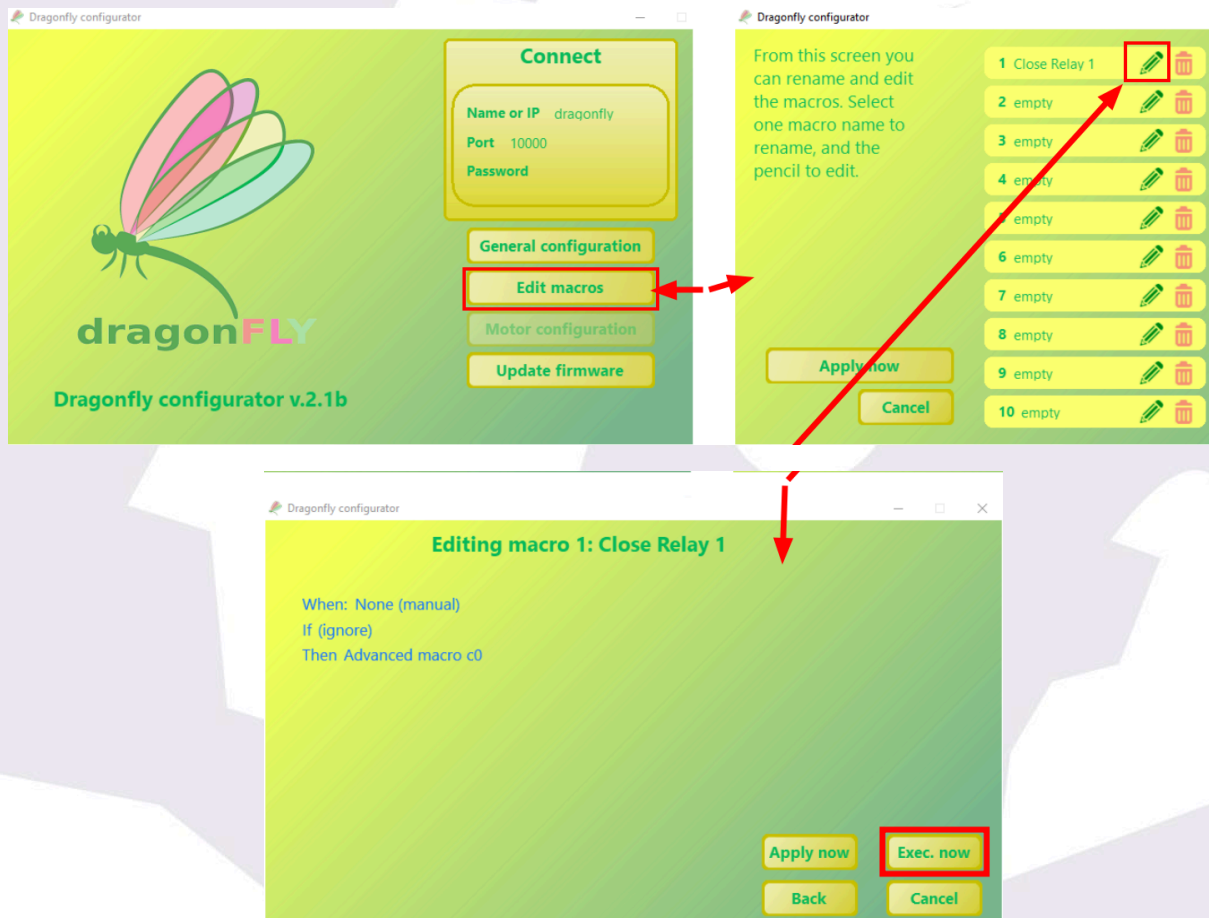 Dragonfly configurator
Connect
Name or IP dragonfly
Port 10000
Password
General configuration
Edit macros
Motor configuration
Update firmware
dragonFLY
Dragonfly configurator v.2.1b
Dragonfly configurator
From this screen you
can rename and edit
the macros. Select
one macro name to
rename, and the
pencil to edit.
Apply now
Cancel
1 Close Relay 1
2 empty
3 empty
4 empty
5 empty
6 empty
7 empty
8 empty
9 empty
10 empty
Dragonfly configurator
Editing macro 1: Close Relay 1
When: None (manual)
If (ignore)
Then Advanced macro c0
Apply now Exec. now
Back Cancel